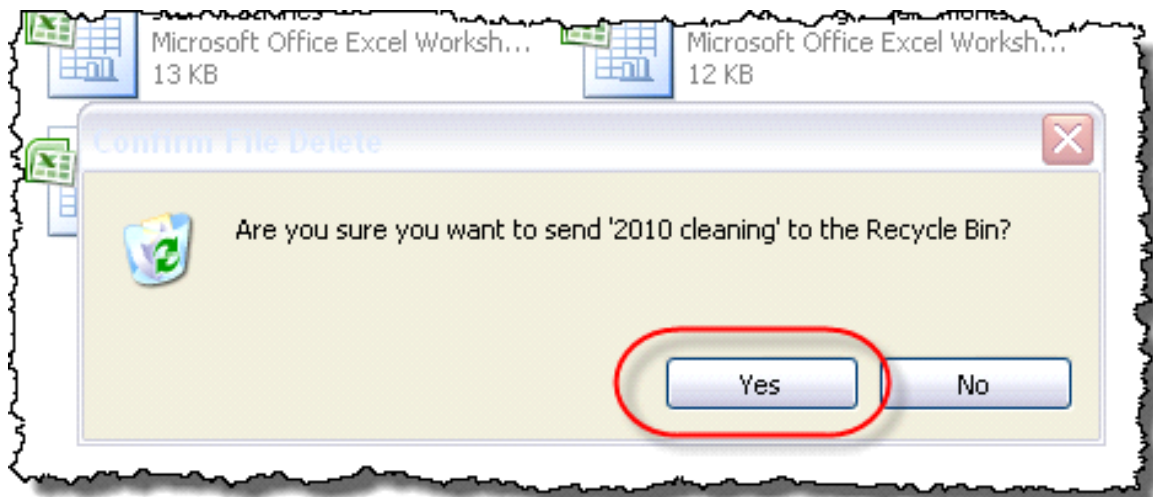 Microsoft Office Excel Worksh...
13 KB
Microsoft Office Excel Worksh...
12 KB
Confirm File Delete
Are you sure you want to send '2010 cleaning' to the Recycle Bin?
Yes
No